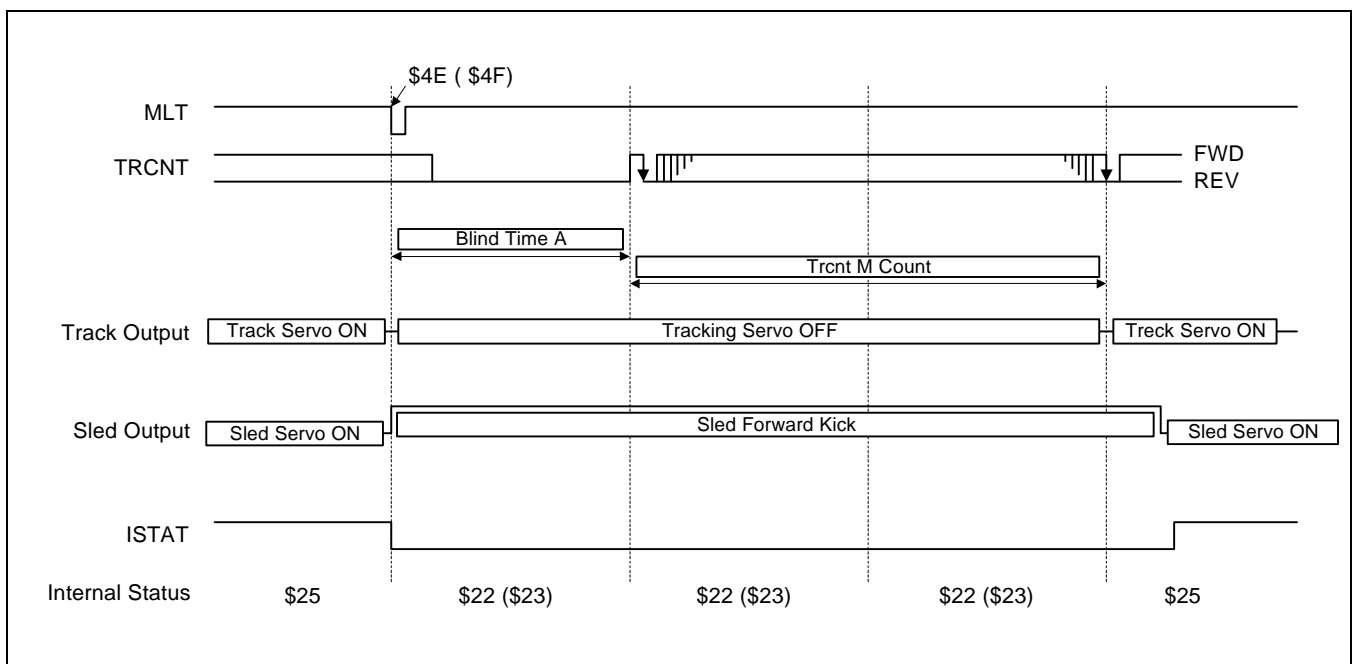 $4E ( $4F)
MLT
TRCNT
FWD
REV
Blind Time A
Trcnt M Count
Track Output
Track Servo ON
Tracking Servo OFF
Treck Servo ON
Sled Output
Sled Servo ON
Sled Forward Kick
Sled Servo ON
ISTAT
Internal Status
$25
$22 ($23)
$22 ($23)
$22 ($23)
$25